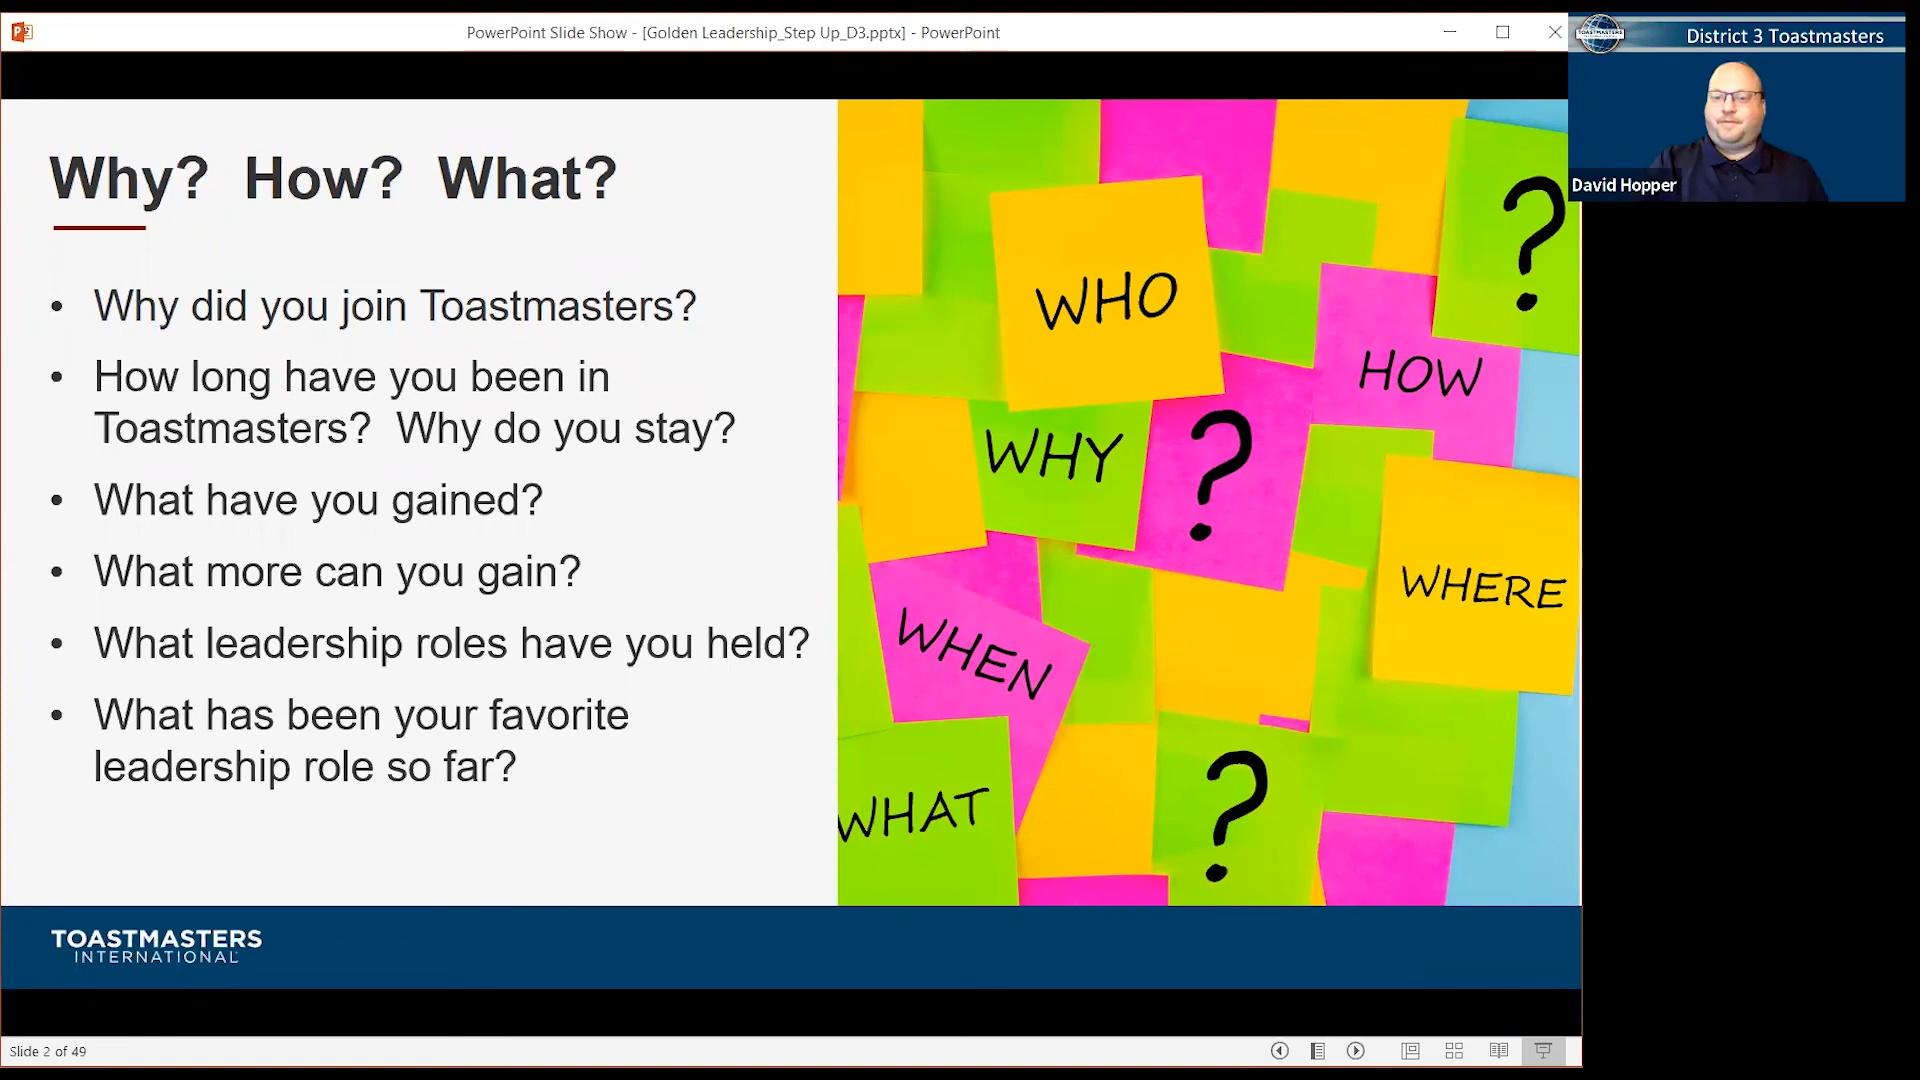 PowerPoint Slide Show - [Golden Leadership_Step Up_D3.pptx] - PowerPoint
TOASTMASTERS
District 3 Toastmasters
David Hopper
Why? How? What?
• Why did you join Toastmasters?
• How long have you been in
Toastmasters? Why do you stay?
• What have you gained?
• What more can you gain?
• What leadership roles have you held?
• What has been your favorite
leadership role so far?
?
WHO
HOW
WHY
?
WHERE
WHEN
WHAT
?
TOASTMASTERS
INTERNATIONAL
Slide 2 of 49